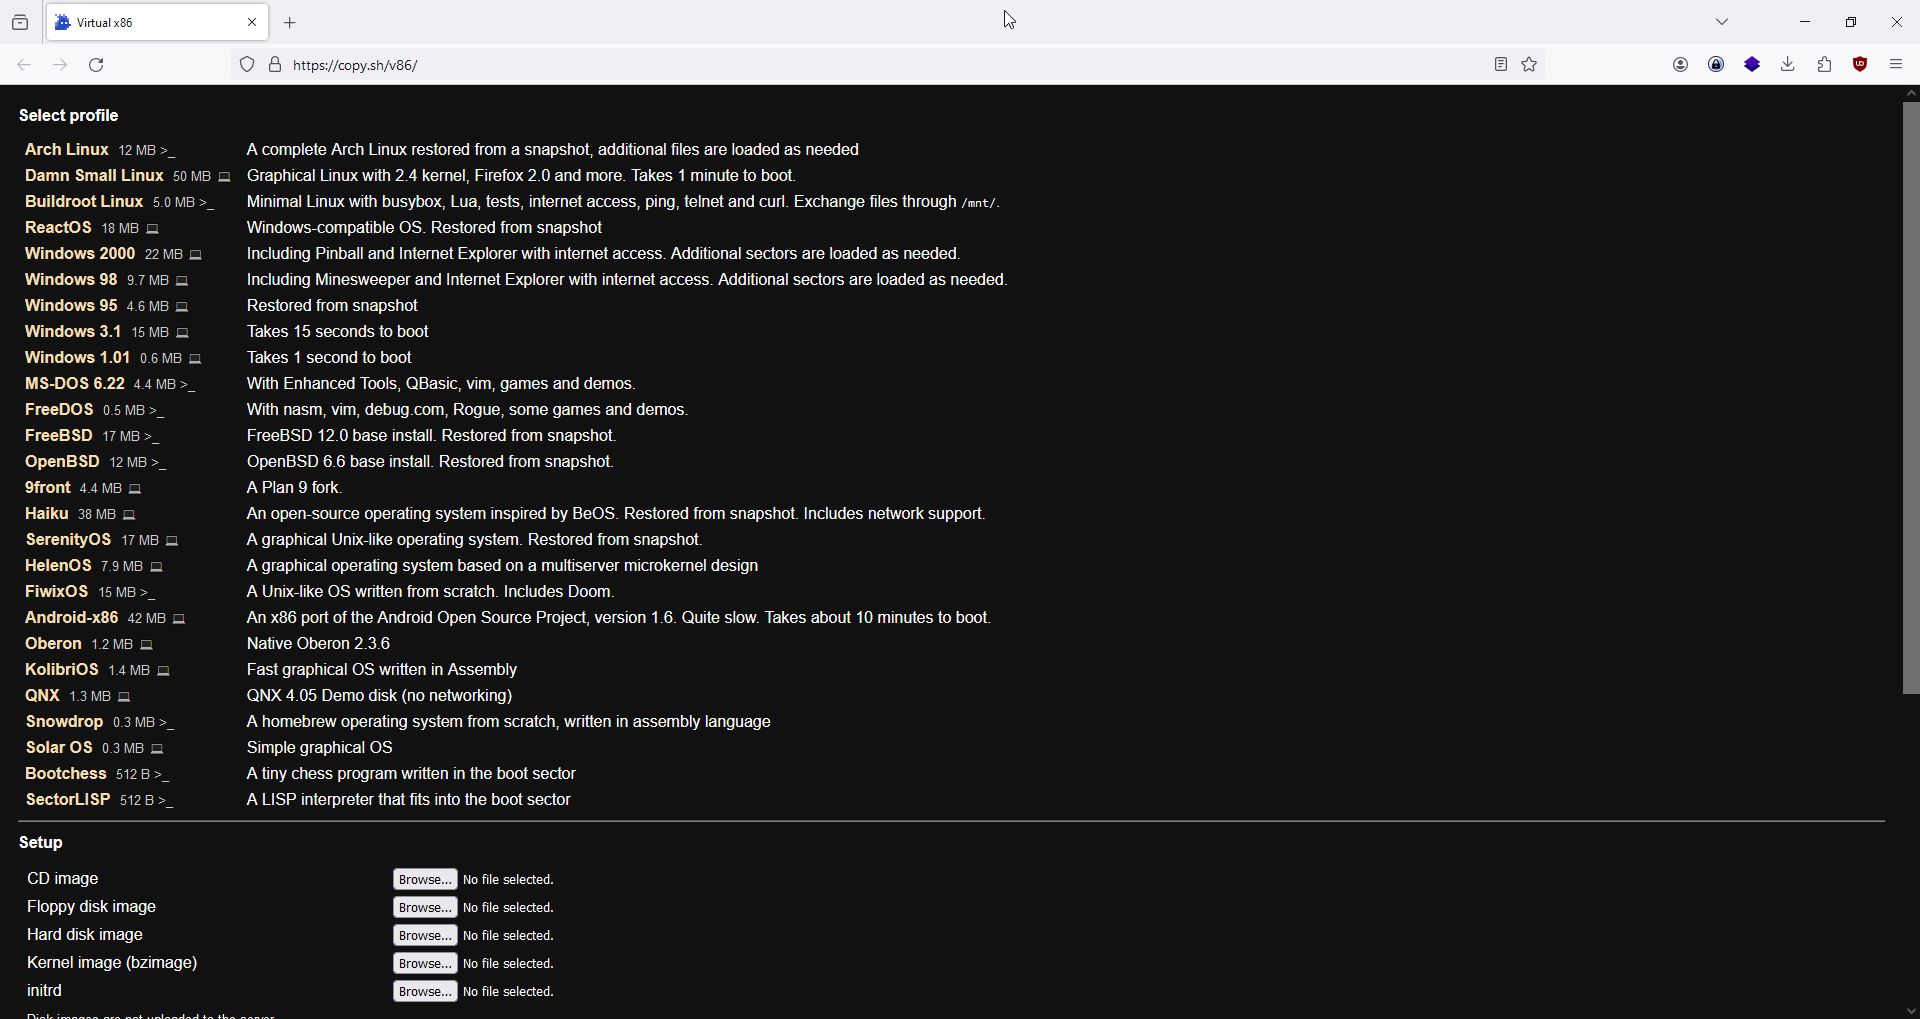 Virtual x86
https://copy.sh/v86/
Select profile
Arch Linux 12 MB >_ A complete Arch Linux restored from a snapshot, additional files are loaded as needed
Damn Small Linux 50 MB Graphical Linux with 2.4 kernel, Firefox 2.0 and more. Takes 1 minute to boot.
Buildroot Linux 5.0 MB >_ Minimal Linux with busybox, Lua, tests, internet access, ping, telnet and curl. Exchange files through /mnt/.
ReactOS 18 MB Windows-compatible OS. Restored from snapshot
Windows 2000 22 MB Including Pinball and Internet Explorer with internet access. Additional sectors are loaded as needed.
Windows 98 9.7 MB Including Minesweeper and Internet Explorer with internet access. Additional sectors are loaded as needed.
Windows 95 4.6 MB Restored from snapshot
Windows 3.1 15 MB Takes 15 seconds to boot
Windows 1.01 0.6 MB Takes 1 second to boot
MS-DOS 6.22 4.4 MB >_ With Enhanced Tools, QBasic, vim, games and demos.
FreeDOS 0.5 MB >_ With nasm, vim, debug.com, Rogue, some games and demos.
FreeBSD 17 MB >_ FreeBSD 12.0 base install. Restored from snapshot.
OpenBSD 12 MB >_ OpenBSD 6.6 base install. Restored from snapshot.
9front 4.4 MB A Plan 9 fork.
Haiku 38 MB An open-source operating system inspired by BeOS. Restored from snapshot. Includes network support.
SerenityOS 17 MB A graphical Unix-like operating system. Restored from snapshot.
HelenOS 7.9 MB A graphical operating system based on a multiserver microkernel design
FiwixOS 15 MB >_ A Unix-like OS written from scratch. Includes Doom.
Android-x86 42 MB An x86 port of the Android Open Source Project, version 1.6. Quite slow. Takes about 10 minutes to boot.
Oberon 1.2 MB Native Oberon 2.3.6
KolibriOS 1.4 MB Fast graphical OS written in Assembly
QNX 1.3 MB QNX 4.05 Demo disk (no networking)
Snowdrop 0.3 MB >_ A homebrew operating system from scratch, written in assembly language
Solar OS 0.3 MB Simple graphical OS
Bootchess 512 B >_ A tiny chess program written in the boot sector
SectorLISP 512 B >_ A LISP interpreter that fits into the boot sector
Setup
CD image Browse... No file selected.
Floppy disk image Browse... No file selected.
Hard disk image Browse... No file selected.
Kernel image (bzimage) Browse... No file selected.
initrd Browse... No file selected.
Disk images are not uploaded to the server